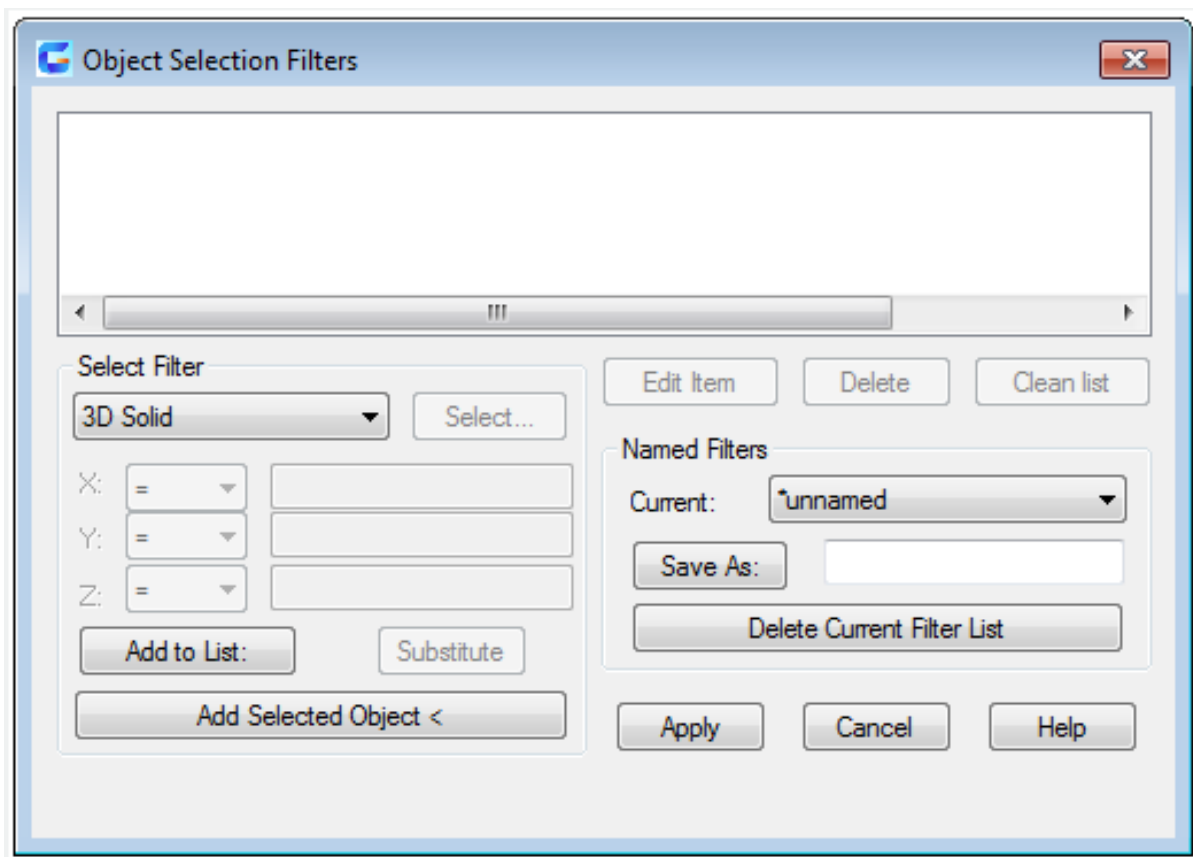 Object Selection Filters
Select Filter
3D Solid
Select...
X: =
Y: =
Z: =
Add to List:
Substitute
Add Selected Object <
Edit Item
Delete
Clean list
Named Filters
Current:
*unnamed
Save As:
Delete Current Filter List
Apply
Cancel
Help